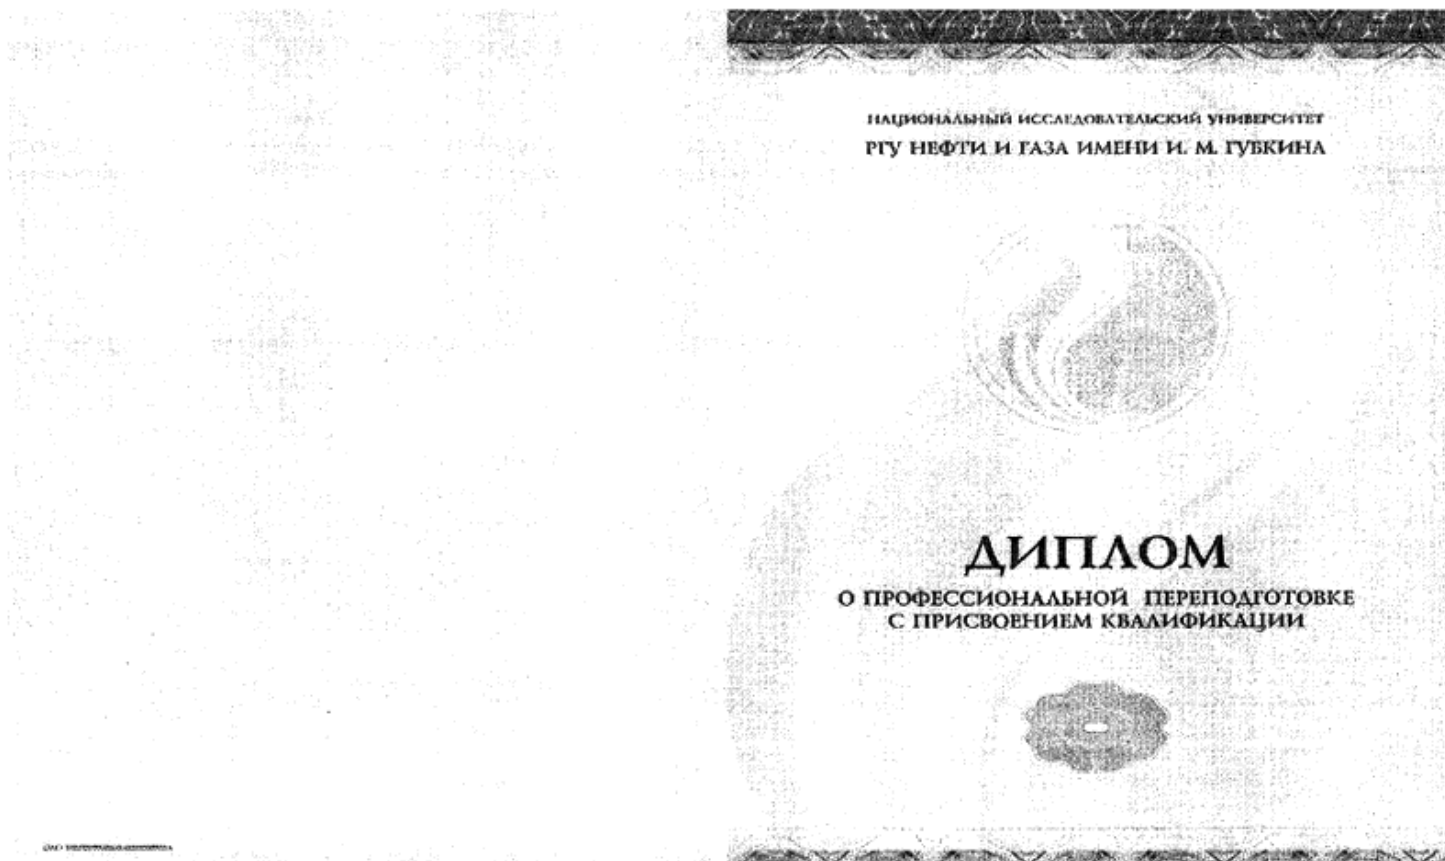 НАЦИОНАЛЬНЫЙ ИССЛЕДОВАТЕЛЬСКИЙ УНИВЕРСИТЕТ
РГУ НЕФТИ И ГАЗА ИМЕНИ И. М. ГУБКИНА
ДИПЛОМ
О ПРОФЕССИОНАЛЬНОЙ ПЕРЕПОДГОТОВКЕ
С ПРИСВОЕНИЕМ КВАЛИФИКАЦИИ